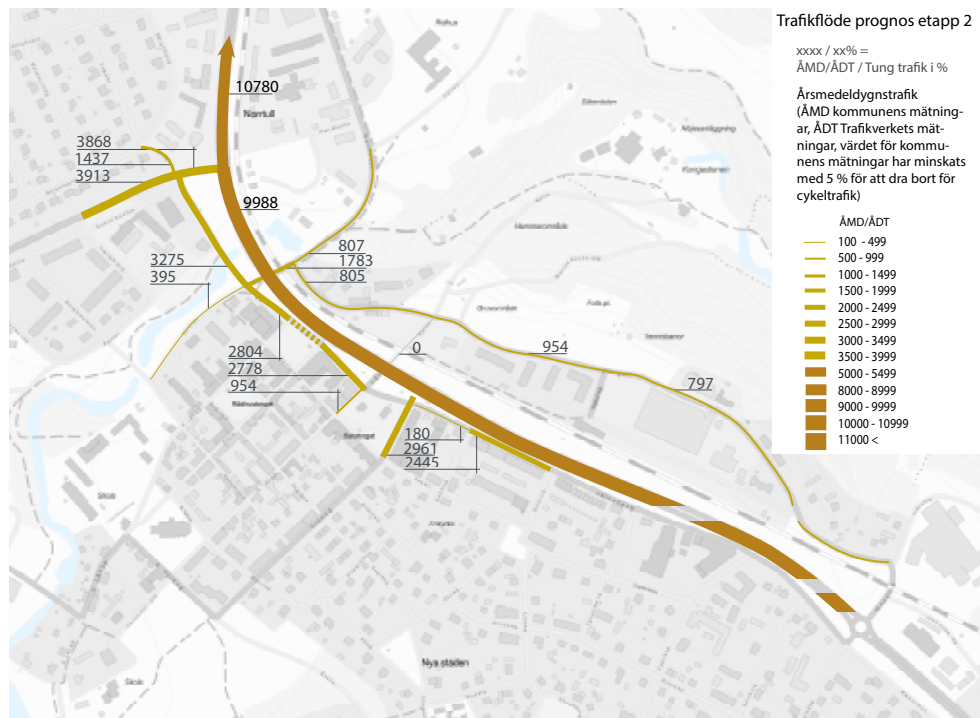 Trafikflöde prognos etapp 2
xxxx / xx% =
ÅMD/ÅDT / Tung trafik i %
Årsmedeldygnstrafik
(ÅMD kommunens mätning-
ar, ÅDT Trafikverkets mät-
ningar, värdet för kommu-
nens mätningar har minskats
med 5 % för att dra bort för
cykeltrafik)
ÅMD/ÅDT
100 - 499
500 - 999
1000 - 1499
1500 - 1999
2000 - 2499
2500 - 2999
3000 - 3499
3500 - 3999
5000 - 5499
8000 - 8999
9000 - 9999
10000 - 10999
11000 <
10780
Norrtull
3868
1437
3913
9988
807
1783
805
3275
395
0
954
797
2804
2778
954
180
2961
2445
Skola
Nya staden
Skola